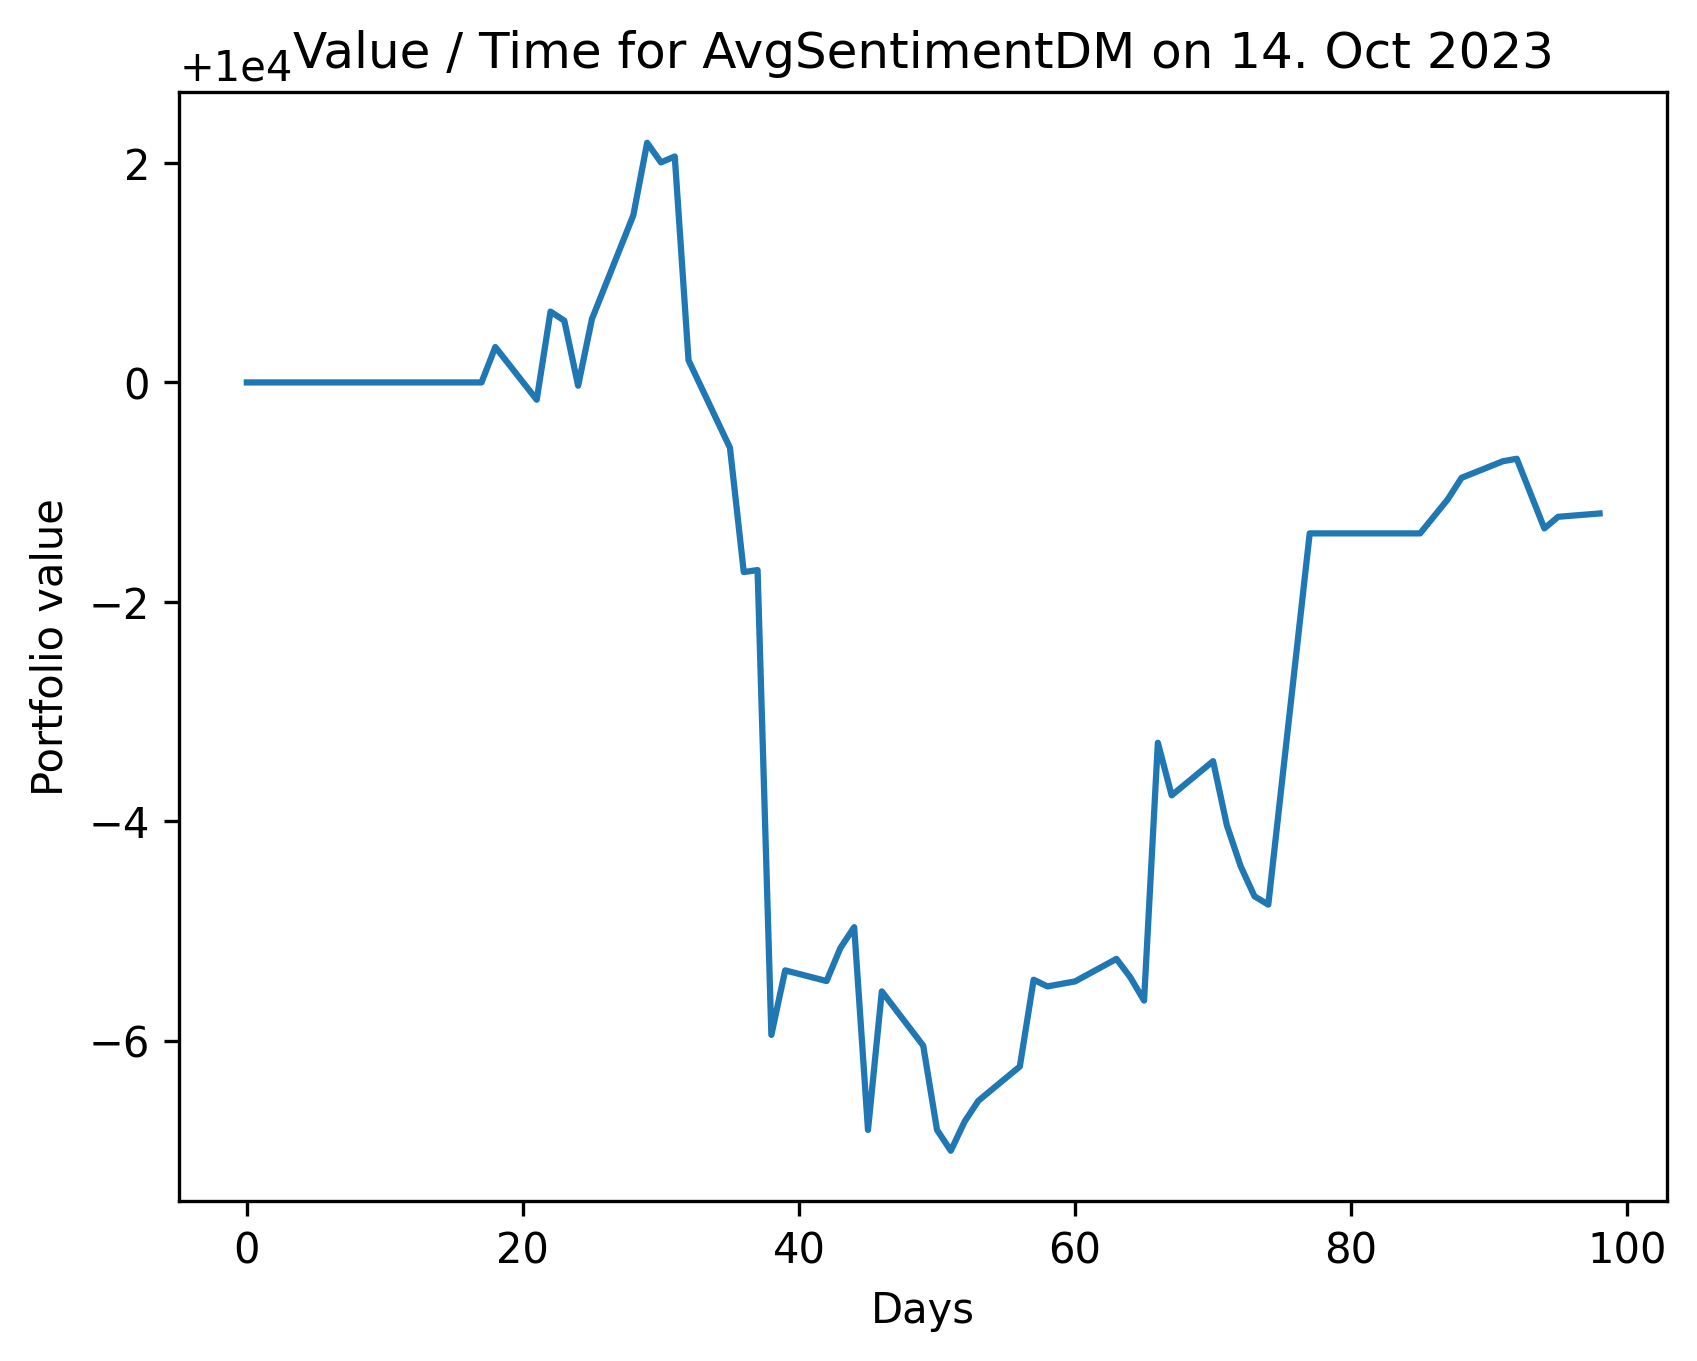 Value / Time for AvgSentimentDM on 14. Oct 2023
+1e4
2
0
−2
−4
−6
Portfolio value
0 20 40 60 80 100
Days